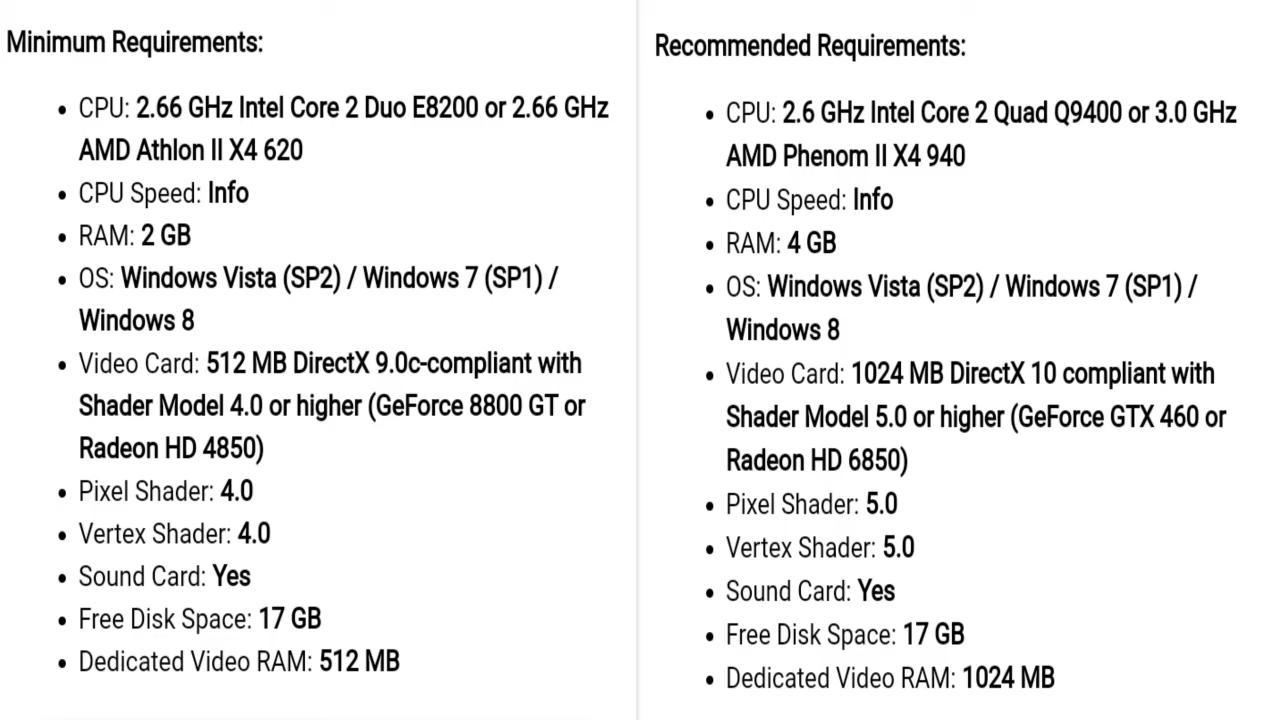 Minimum Requirements:
• CPU: 2.66 GHz Intel Core 2 Duo E8200 or 2.66 GHz
AMD Athlon II X4 620
• CPU Speed: Info
• RAM: 2 GB
• OS: Windows Vista (SP2) / Windows 7 (SP1) /
Windows 8
• Video Card: 512 MB DirectX 9.0c-compliant with
Shader Model 4.0 or higher (GeForce 8800 GT or
Radeon HD 4850)
• Pixel Shader: 4.0
• Vertex Shader: 4.0
• Sound Card: Yes
• Free Disk Space: 17 GB
• Dedicated Video RAM: 512 MB
Recommended Requirements:
• CPU: 2.6 GHz Intel Core 2 Quad Q9400 or 3.0 GHz
AMD Phenom II X4 940
• CPU Speed: Info
• RAM: 4 GB
• OS: Windows Vista (SP2) / Windows 7 (SP1) /
Windows 8
• Video Card: 1024 MB DirectX 10 compliant with
Shader Model 5.0 or higher (GeForce GTX 460 or
Radeon HD 6850)
• Pixel Shader: 5.0
• Vertex Shader: 5.0
• Sound Card: Yes
• Free Disk Space: 17 GB
• Dedicated Video RAM: 1024 MB